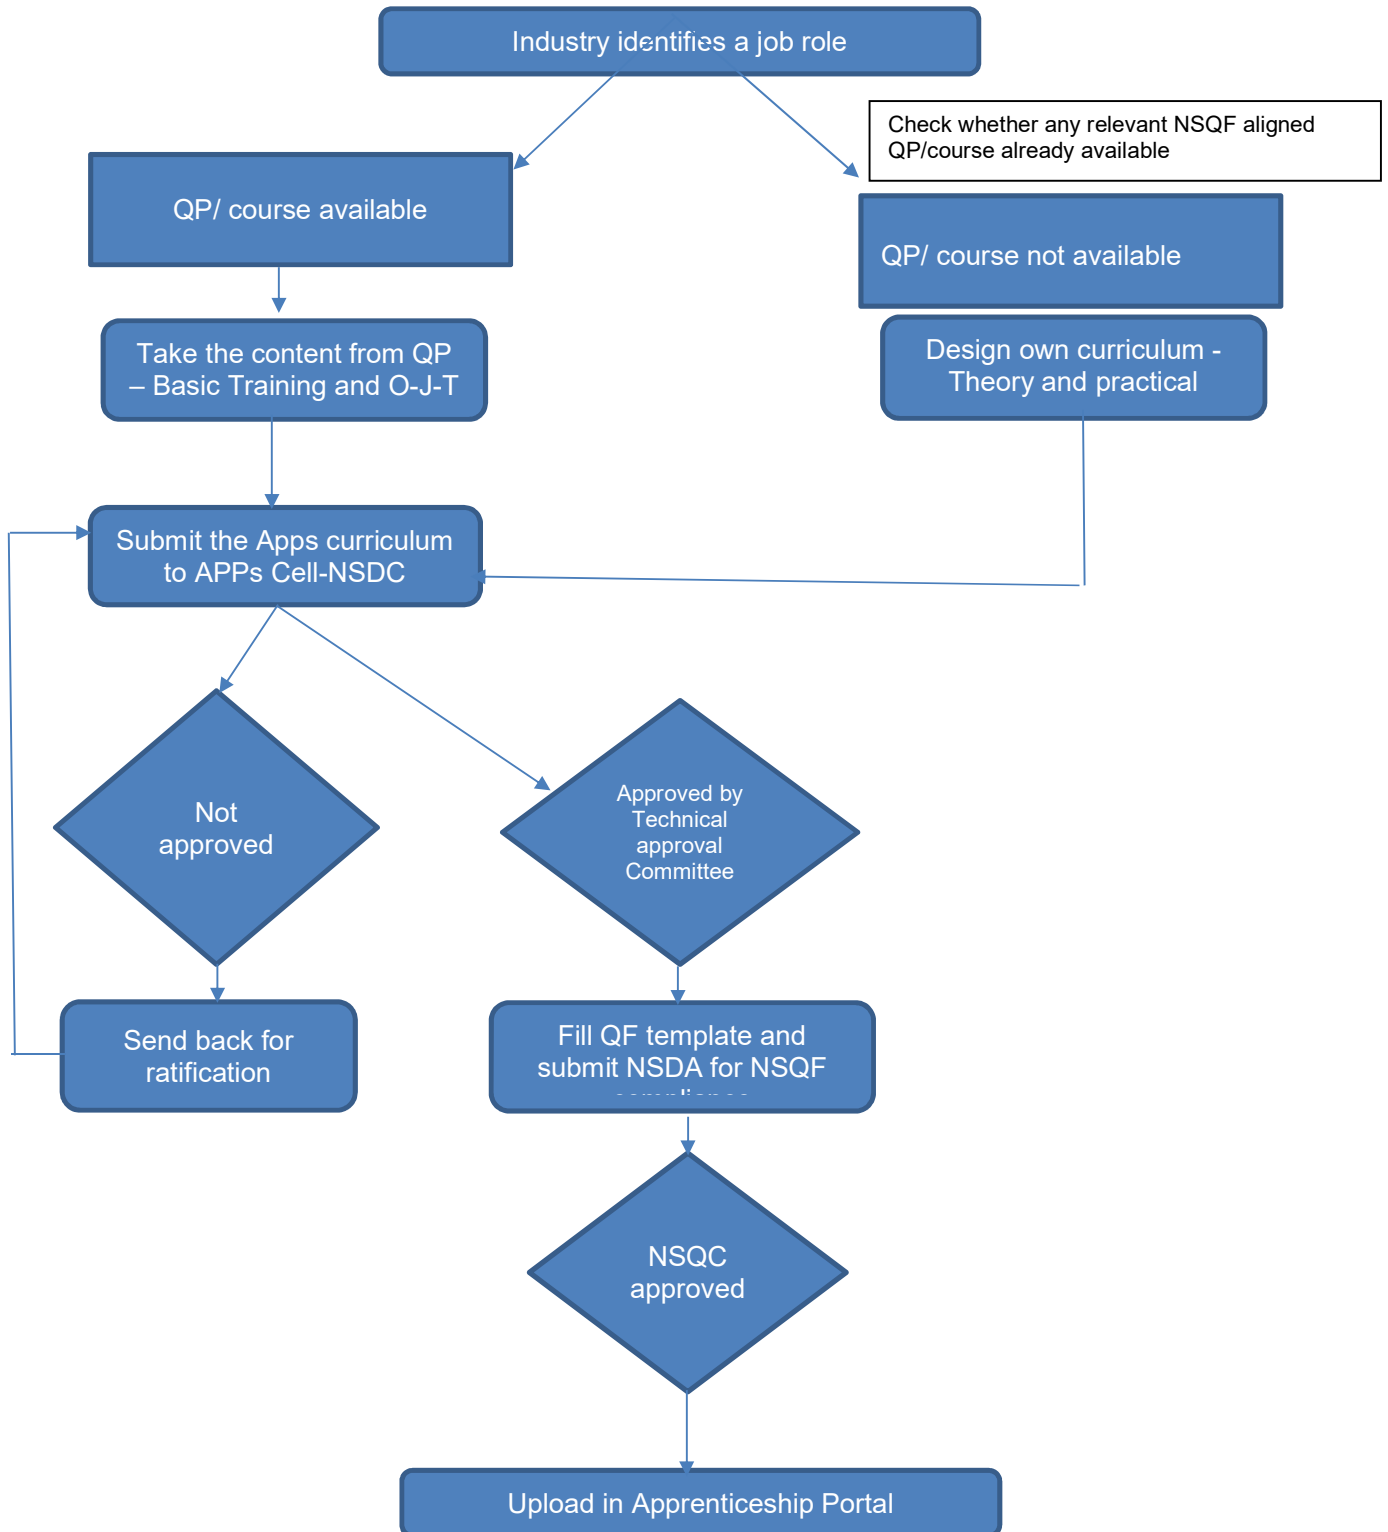 Industry identifies a job role
Check whether any relevant NSQF aligned
QP/course already available
QP/ course available
QP/ course not available
Take the content from QP
– Basic Training and O-J-T
Design own curriculum -
Theory and practical
Submit the Apps curriculum
to APPs Cell-NSDC
Not
approved
Approved by
Technical
approval
Committee
Send back for
ratification
Fill QF template and
submit NSDA for NSQF
NSQC
approved
Upload in Apprenticeship Portal